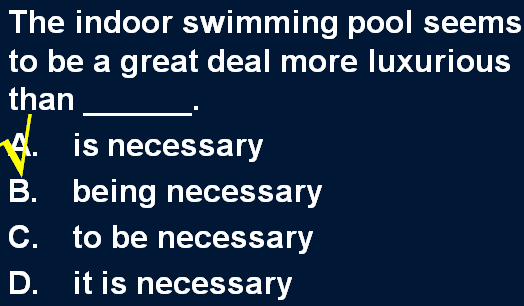 The indoor swimming pool seems
to be a great deal more luxurious
than ______.
A. is necessary
B. being necessary
C. to be necessary
D. it is necessary